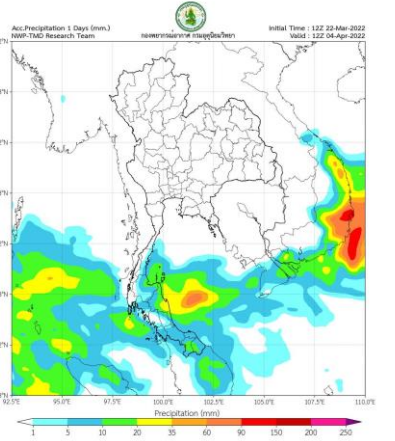 Acc.Precipitation 1 Days (mm.)
Initial Time : 12Z 22-Mar-2022
NWP-TMD Research Team
กองพยากรณ์อากาศ กรมอุตุนิยมวิทยา
Valid : 12Z 04-Apr-2022
92.5°E 95.0°E 97.5°E 100.0°E 102.5°E 105.0°E 107.5°E 110.0°E
Precipitation (mm)
1 5 10 20 35 60 90 150 200 250